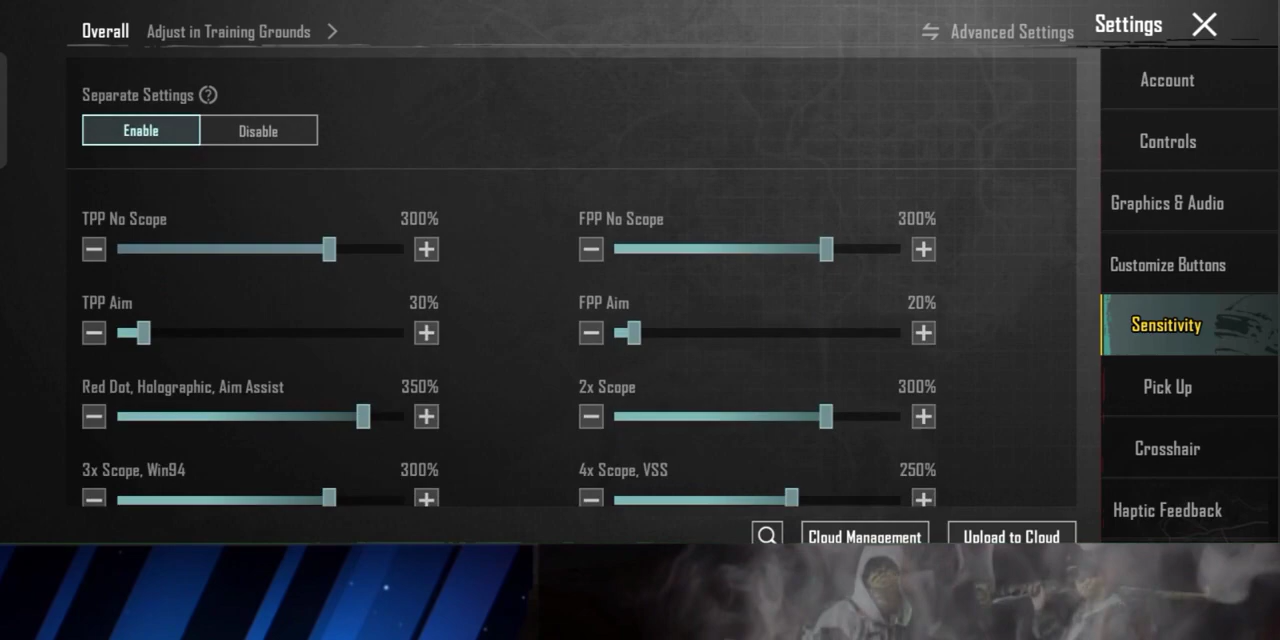 Overall
Adjust in Training Grounds
Advanced Settings
Settings
Separate Settings ?
Enable
Disable
TPP No Scope 300%
FPP No Scope 300%
TPP Aim 30%
FPP Aim 20%
Red Dot, Holographic, Aim Assist 350%
2x Scope 300%
3x Scope, Win94 300%
4x Scope, VSS 250%
Cloud Management
Upload to Cloud
Account
Controls
Graphics & Audio
Customize Buttons
Sensitivity
Pick Up
Crosshair
Haptic Feedback